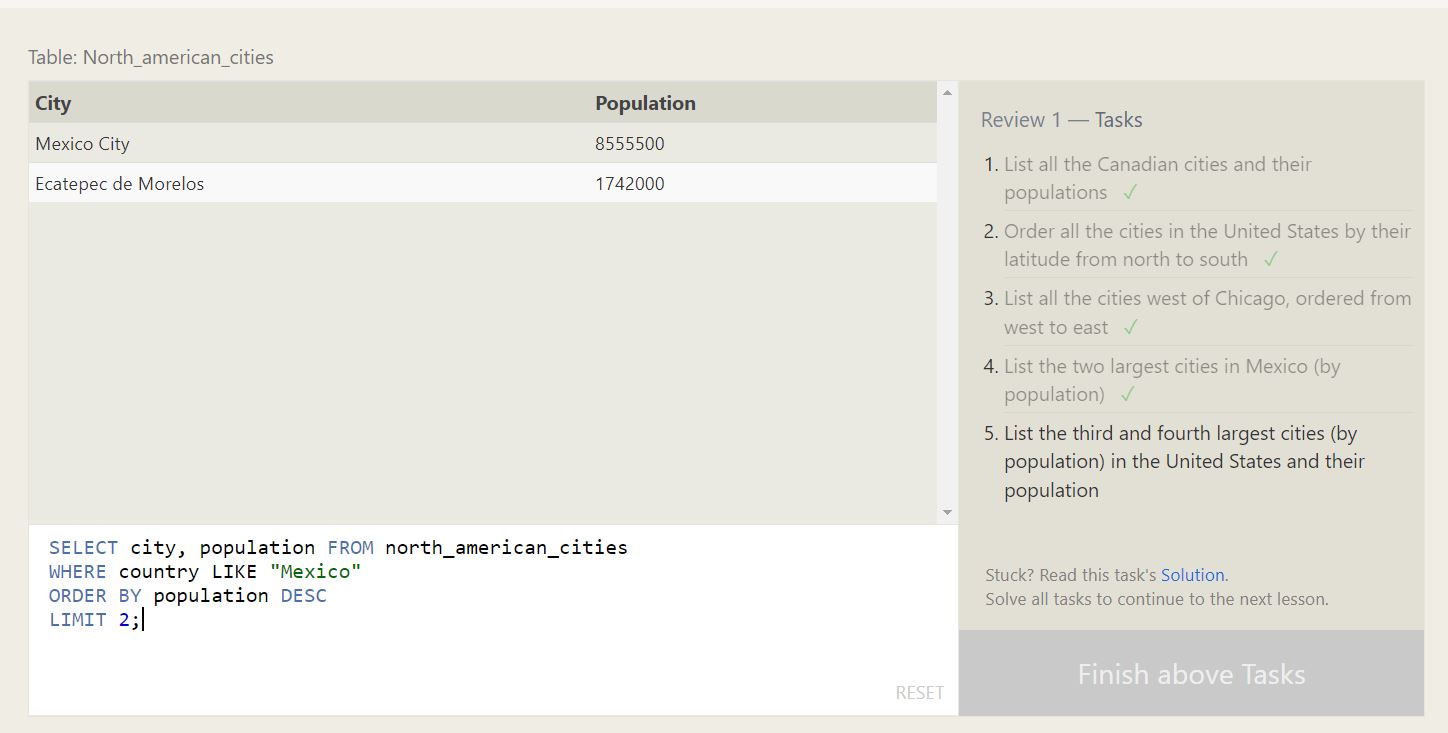 Table: North_american_cities
City Population
Mexico City 8555500
Ecatepec de Morelos 1742000
SELECT city, population FROM north_american_cities
WHERE country LIKE "Mexico"
ORDER BY population DESC
LIMIT 2;
RESET
Review 1 — Tasks
1. List all the Canadian cities and their
populations ✓
2. Order all the cities in the United States by their
latitude from north to south ✓
3. List all the cities west of Chicago, ordered from
west to east ✓
4. List the two largest cities in Mexico (by
population) ✓
5. List the third and fourth largest cities (by
population) in the United States and their
population
Stuck? Read this task's Solution.
Solve all tasks to continue to the next lesson.
Finish above Tasks